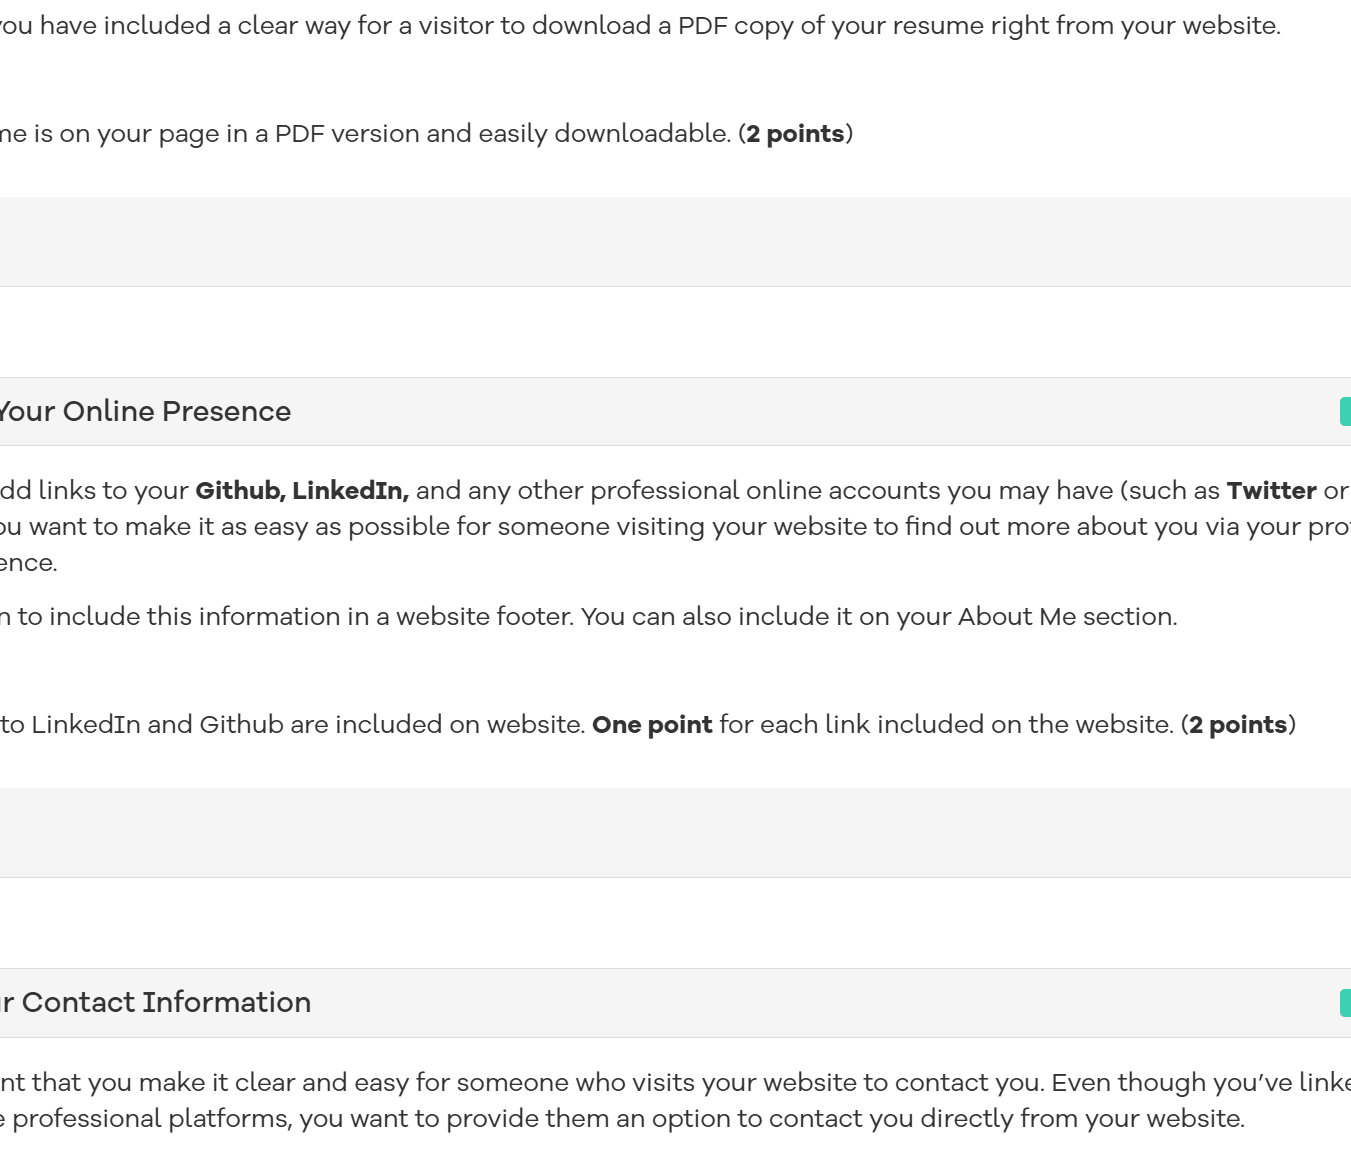 you have included a clear way for a visitor to download a PDF copy of your resume right from your website.
me is on your page in a PDF version and easily downloadable. (2 points)
Your Online Presence
dd links to your Github, LinkedIn, and any other professional online accounts you may have (such as Twitter or
ou want to make it as easy as possible for someone visiting your website to find out more about you via your pro
ence.
n to include this information in a website footer. You can also include it on your About Me section.
to LinkedIn and Github are included on website. One point for each link included on the website. (2 points)
r Contact Information
nt that you make it clear and easy for someone who visits your website to contact you. Even though you’ve linke
e professional platforms, you want to provide them an option to contact you directly from your website.